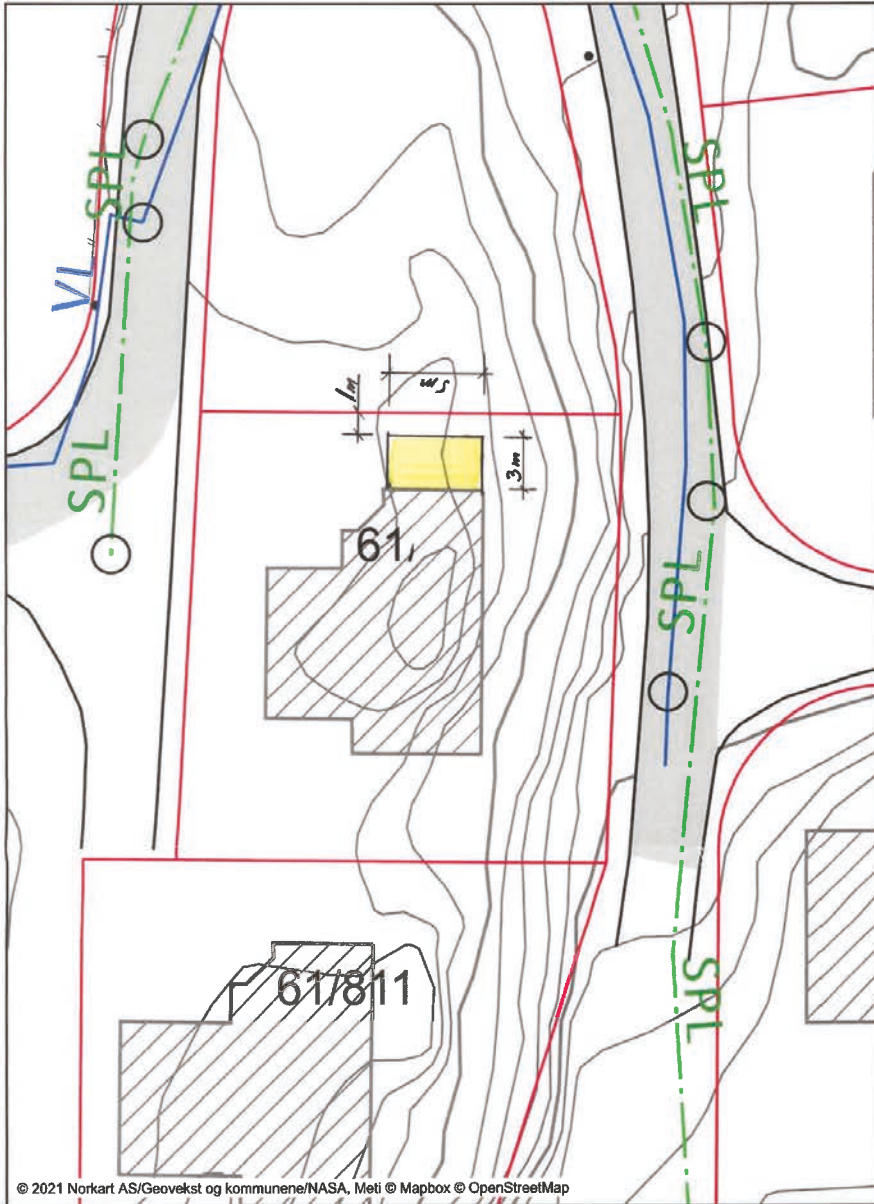 SPL
SPL
VL
1m
5m
SPL
3m
61/
SPL
SPL
61/811
© 2021 Norkart AS/Geovekst og kommunene/NASA, Meti © Mapbox © OpenStreetMap